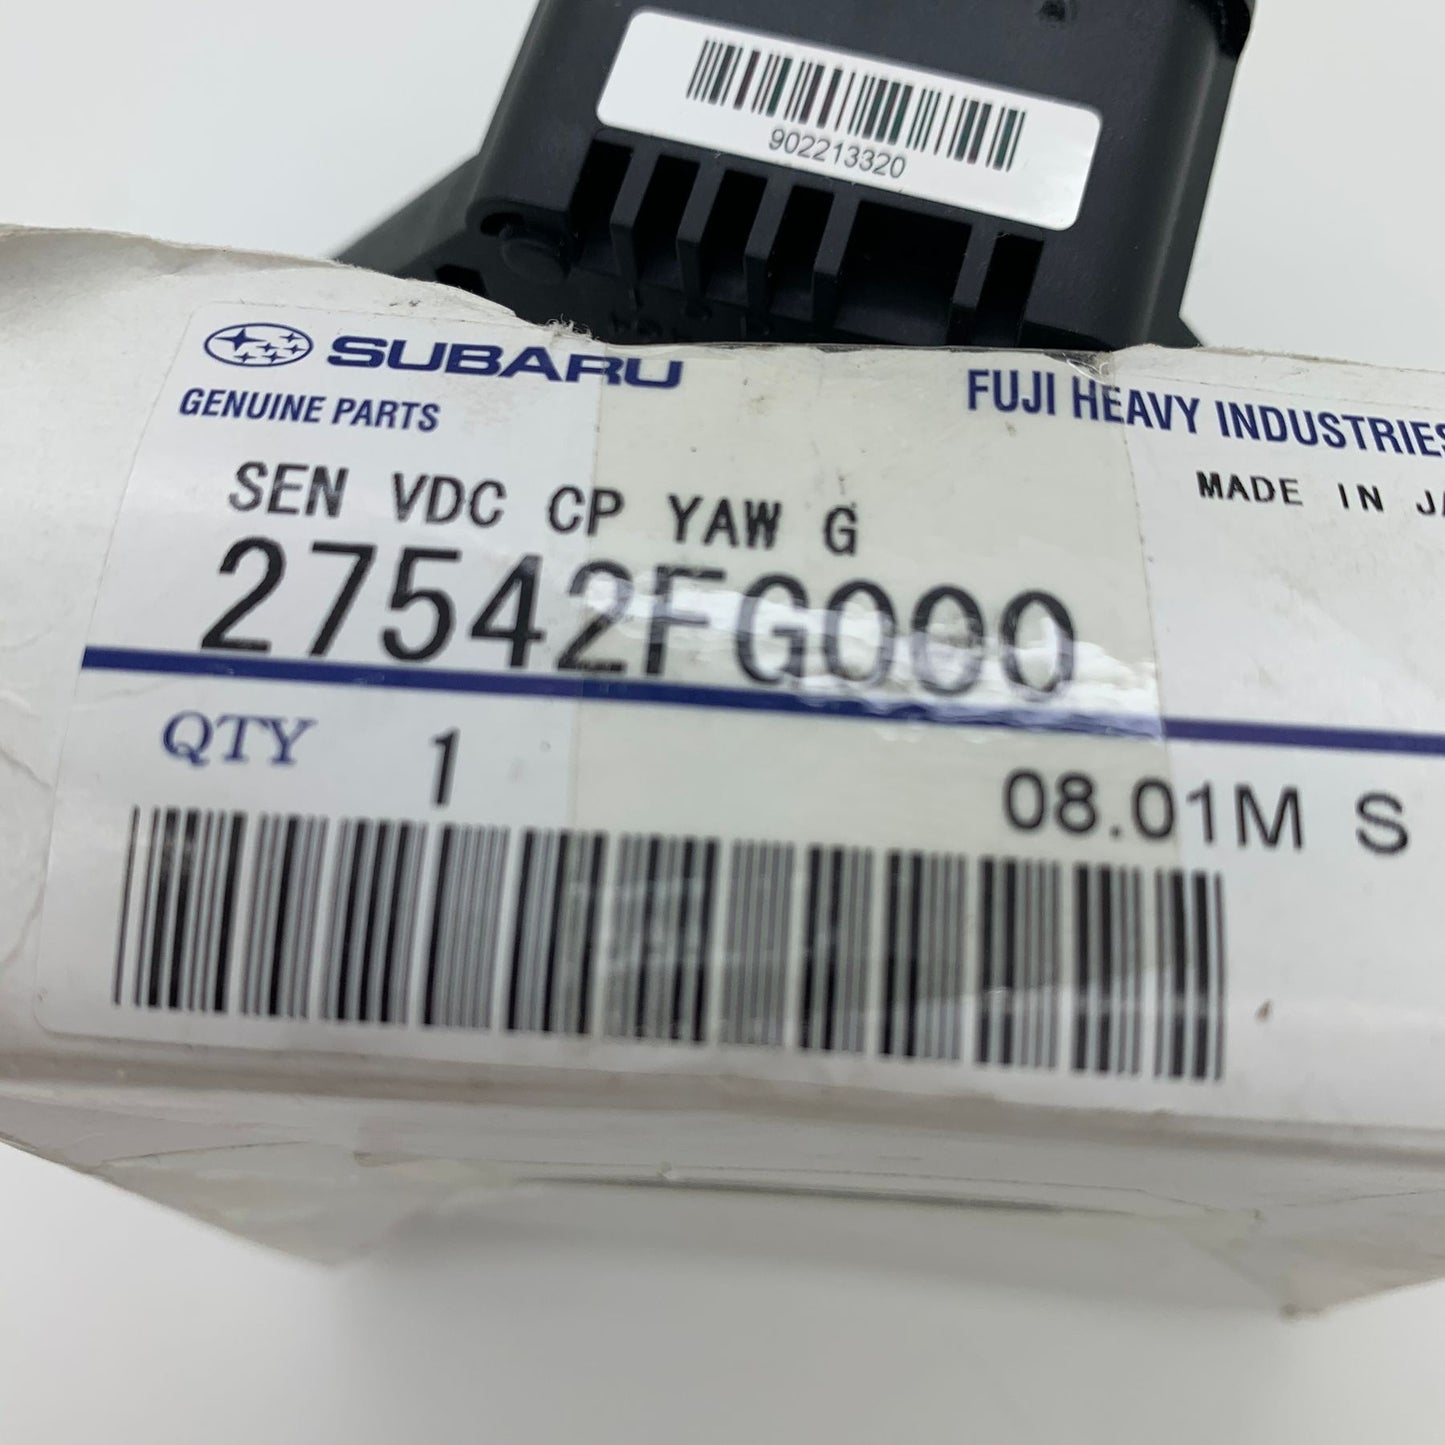 902213320
SUBARU
GENUINE PARTS
FUJI HEAVY INDUSTRIES
SEN VDC CP YAW G
MADE IN JA
27542FG000
QTY 1
08.01M S